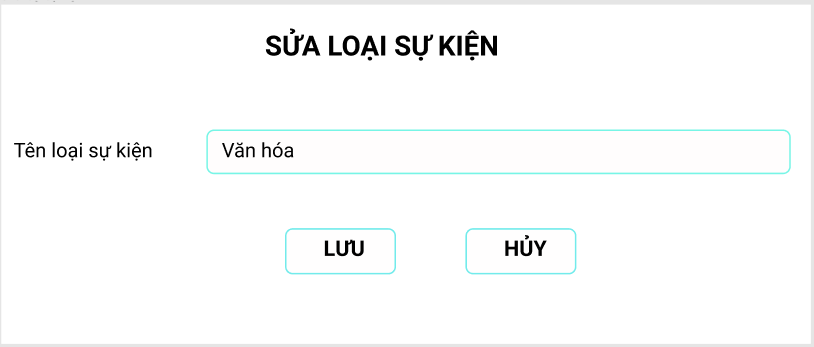 SỬA LOẠI SỰ KIỆN
Tên loại sự kiện
Văn hóa
LƯU
HỦY